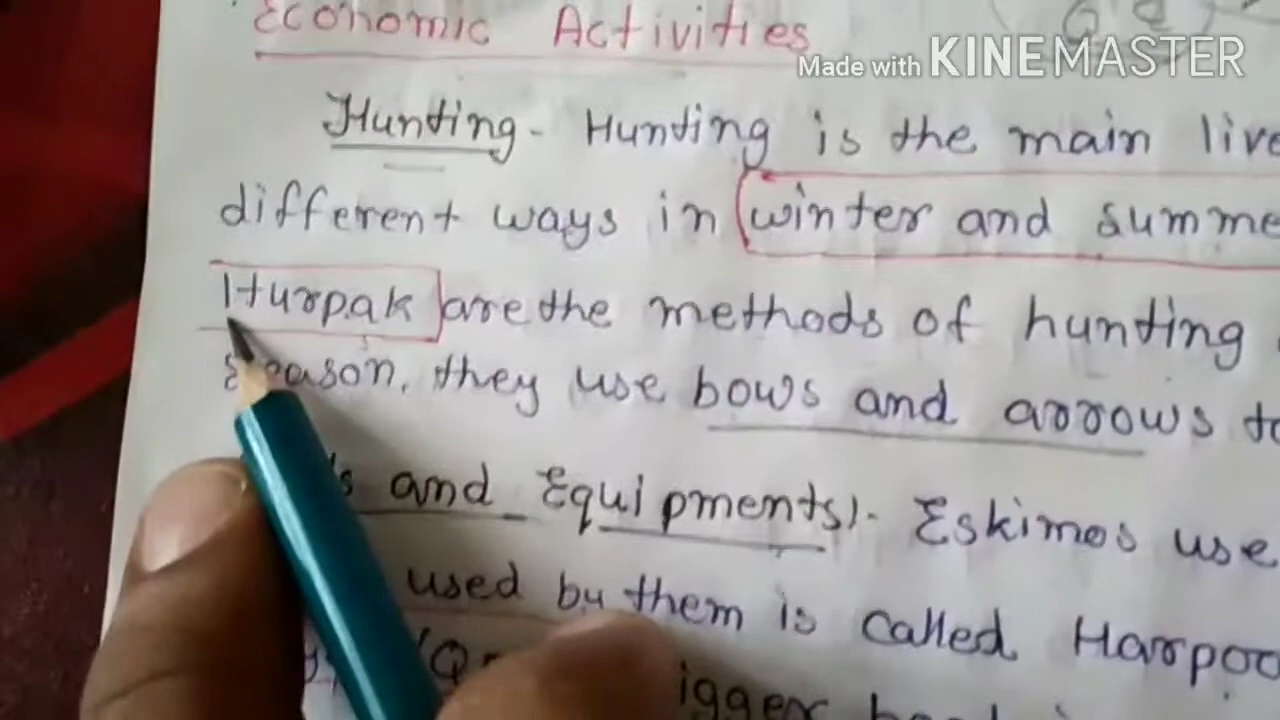 Economic Activities
Made with KINEMASTER
Hunting - Hunting is the main live
different ways in winter and summe
Iturpak are the methods of hunting
season, they use bows and arrows to
and Equipments :- Eskimos use
used by them is called Harpoo